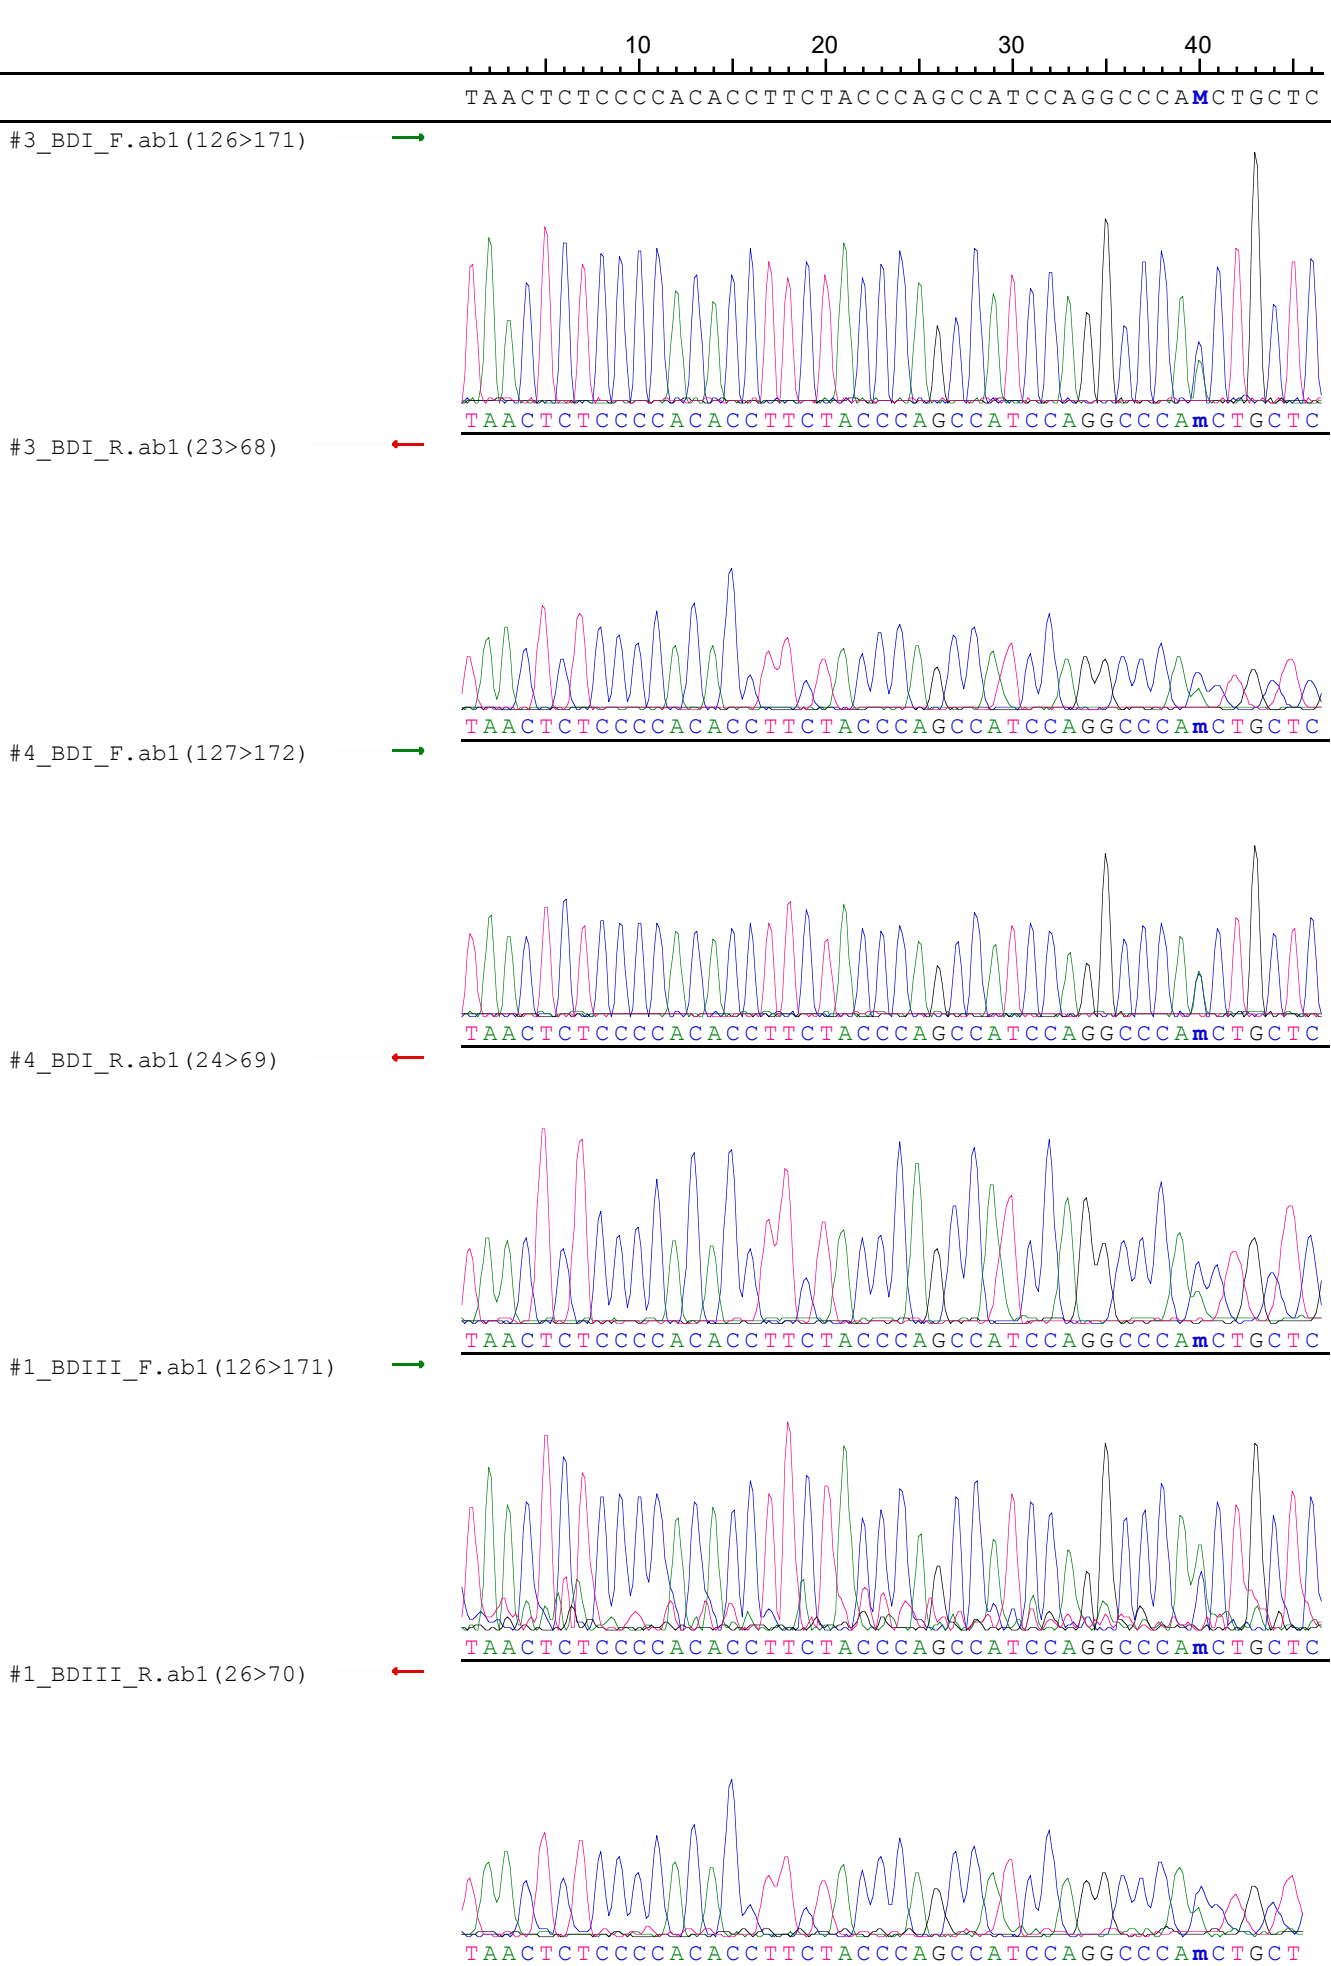 10 20 30 40
TAACTCTCCCCACACCTTCTACCCAGCCATCCAGGCCCAMCTGCTC
#3_BDI_F.ab1(126>171)
TAACTCTCCCCACACCTTCTACCCAGCCATCCAGGCCCAmCTGCTC
#3_BDI_R.ab1(23>68)
TAACTCTCCCCACACCTTCTACCCAGCCATCCAGGCCCAmCTGCTC
#4_BDI_F.ab1(127>172)
TAACTCTCCCCACACCTTCTACCCAGCCATCCAGGCCCAmCTGCTC
#4_BDI_R.ab1(24>69)
TAACTCTCCCCACACCTTCTACCCAGCCATCCAGGCCCAmCTGCTC
#1_BDIII_F.ab1(126>171)
TAACTCTCCCCACACCTTCTACCCAGCCATCCAGGCCCAmCTGCTC
#1_BDIII_R.ab1(26>70)
TAACTCTCCCCACACCTTCTACCCAGCCATCCAGGCCCAmCTGCT